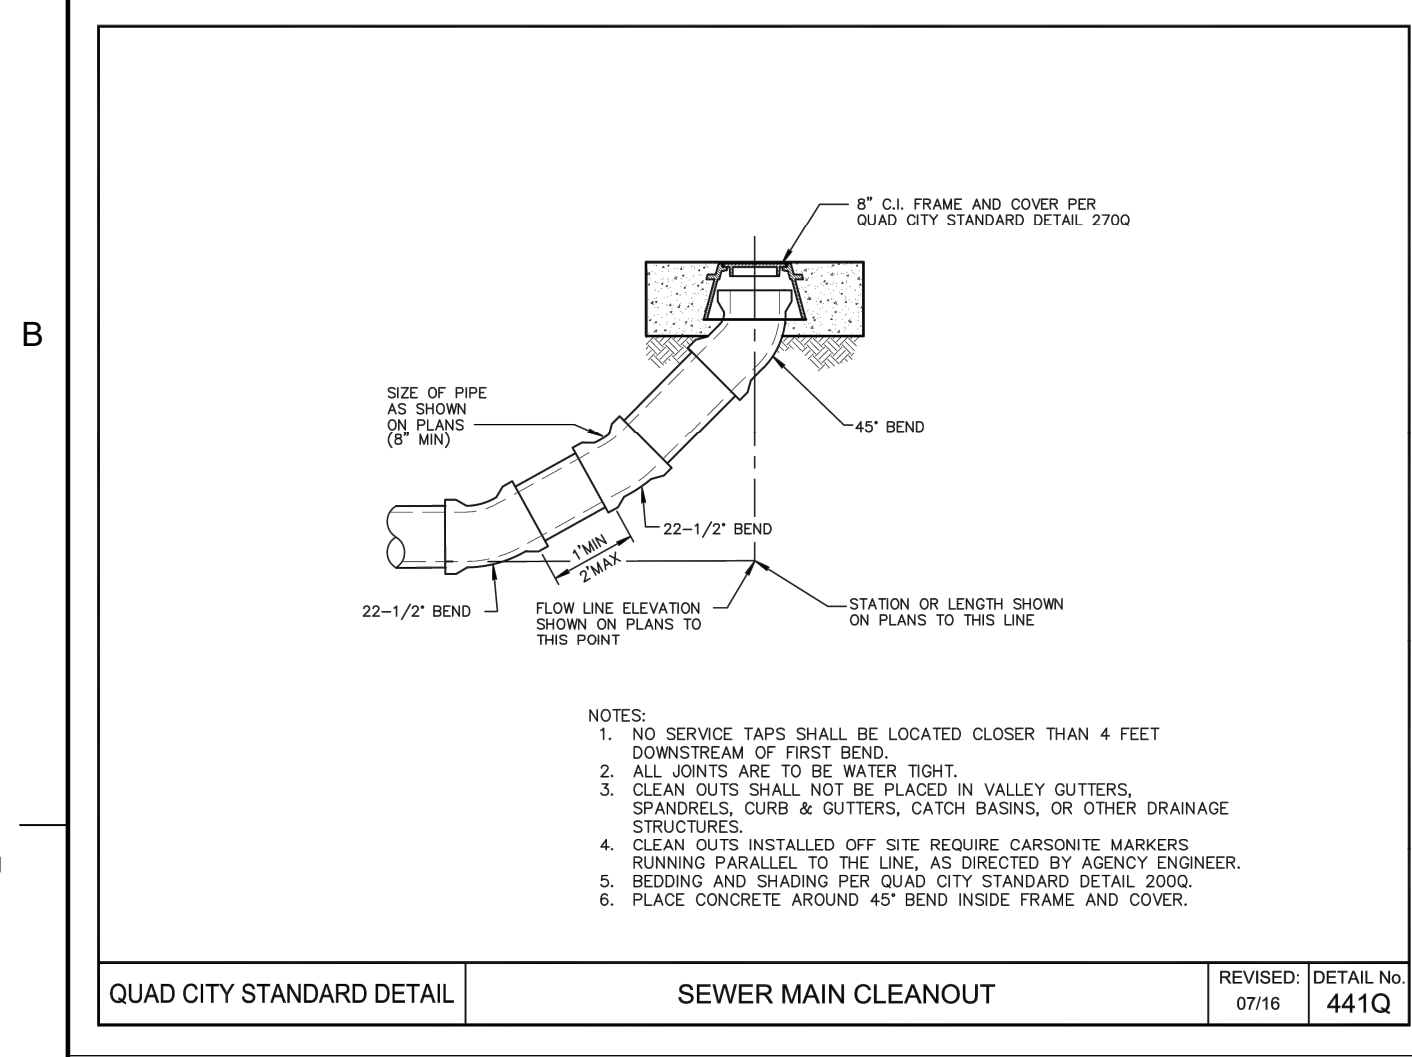 8" C.I. FRAME AND COVER PER
QUAD CITY STANDARD DETAIL 270Q
B
SIZE OF PIPE
AS SHOWN
ON PLANS
(8" MIN)
45° BEND
22-1/2° BEND
1'MIN
2'MAX
22-1/2° BEND
FLOW LINE ELEVATION
SHOWN ON PLANS TO
THIS POINT
STATION OR LENGTH SHOWN
ON PLANS TO THIS LINE
NOTES:
1. NO SERVICE TAPS SHALL BE LOCATED CLOSER THAN 4 FEET
DOWNSTREAM OF FIRST BEND.
2. ALL JOINTS ARE TO BE WATER TIGHT.
3. CLEAN OUTS SHALL NOT BE PLACED IN VALLEY GUTTERS,
SPANDRELS, CURB & GUTTERS, CATCH BASINS, OR OTHER DRAINAGE
STRUCTURES.
4. CLEAN OUTS INSTALLED OFF SITE REQUIRE CARSONITE MARKERS
RUNNING PARALLEL TO THE LINE, AS DIRECTED BY AGENCY ENGINEER.
5. BEDDING AND SHADING PER QUAD CITY STANDARD DETAIL 200Q.
6. PLACE CONCRETE AROUND 45° BEND INSIDE FRAME AND COVER.
QUAD CITY STANDARD DETAIL
SEWER MAIN CLEANOUT
REVISED:
07/16
DETAIL No.
441Q